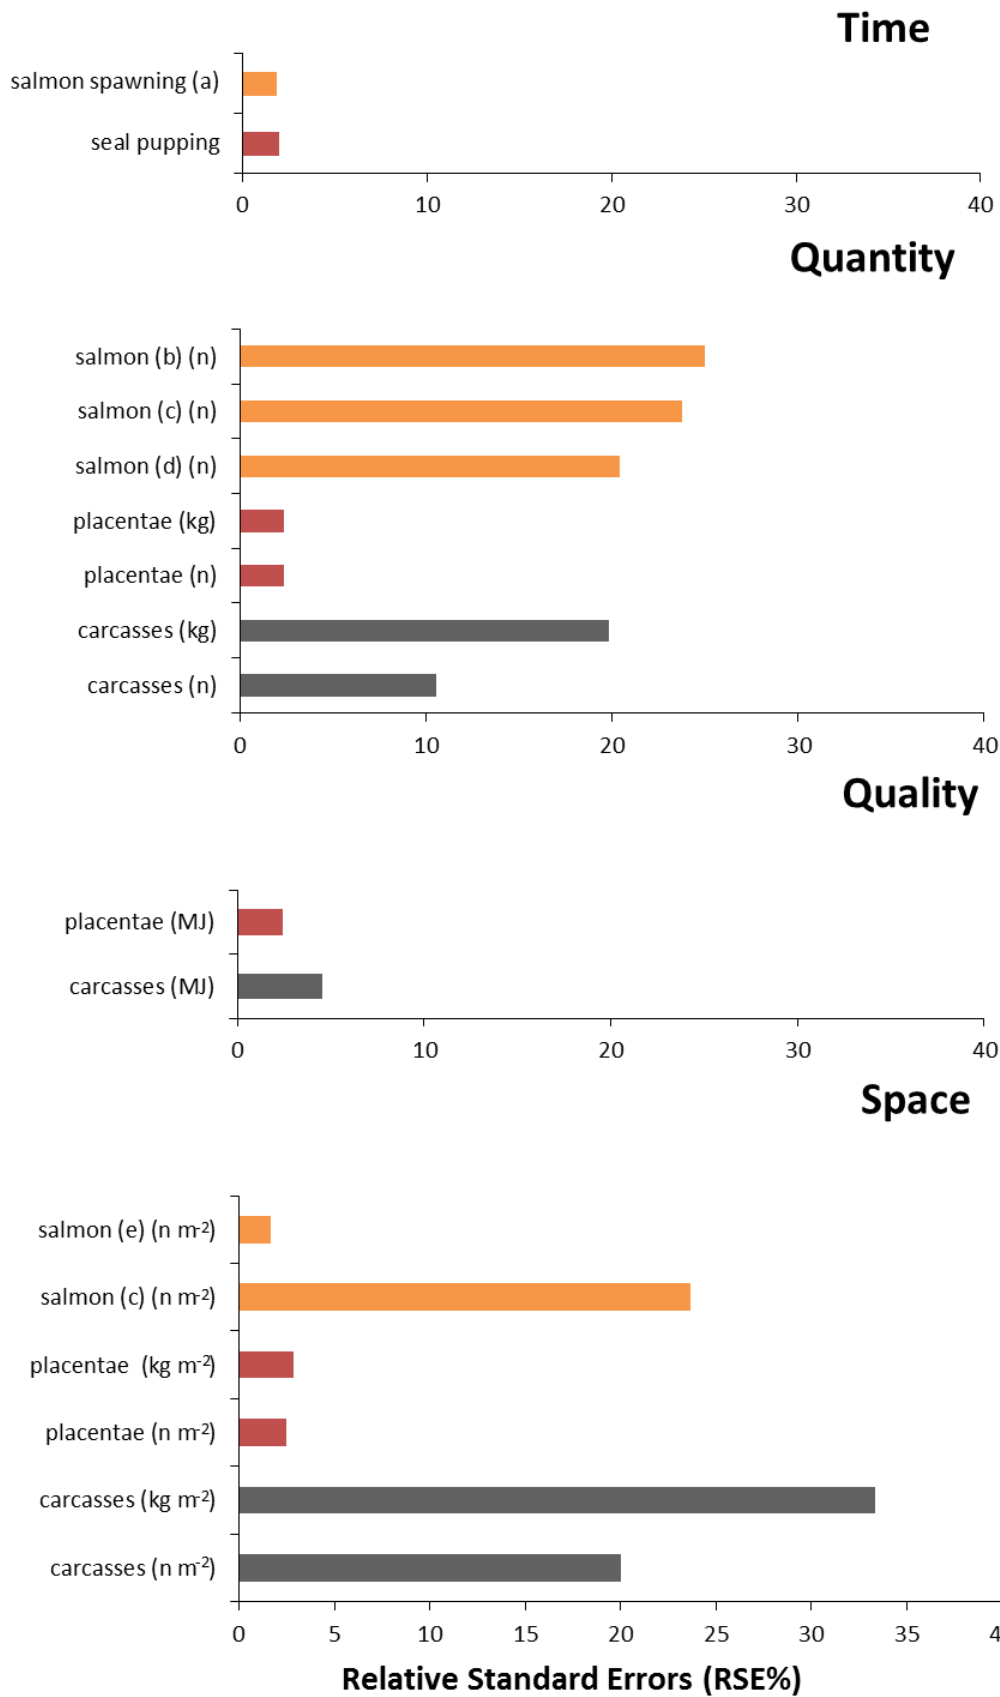 Time
salmon spawning (a)
seal pupping
0 10 20 30 40
Quantity
salmon (b) (n)
salmon (c) (n)
salmon (d) (n)
placentae (kg)
placentae (n)
carcasses (kg)
carcasses (n)
0 10 20 30 40
Quality
placentae (MJ)
carcasses (MJ)
0 10 20 30 40
Space
salmon (e) (n m-²)
salmon (c) (n m-²)
placentae (kg m-²)
placentae (n m-²)
carcasses (kg m-²)
carcasses (n m-²)
0 5 10 15 20 25 30 35 4
Relative Standard Errors (RSE%)